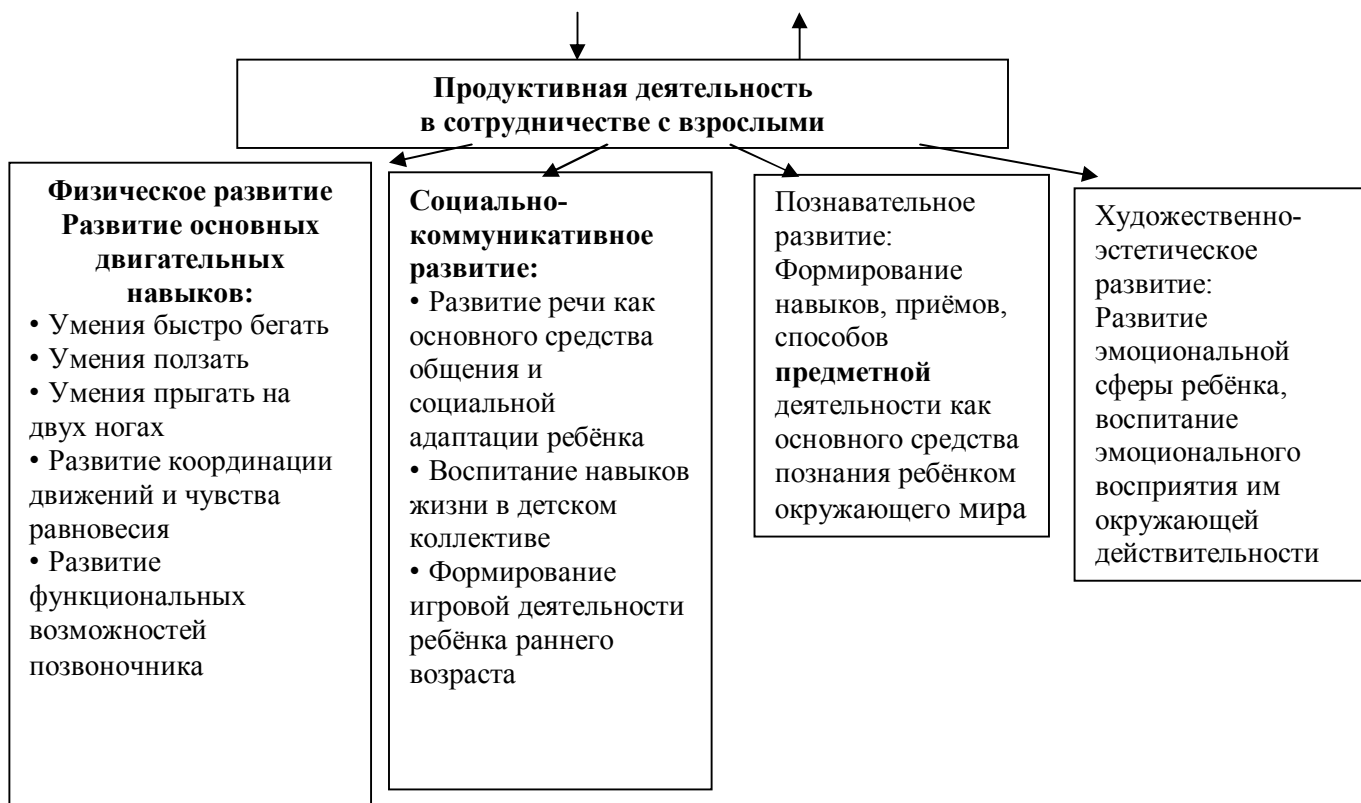 Продуктивная деятельность
в сотрудничестве с взрослыми
Физическое развитие
Развитие основных
двигательных
навыков:
• Умения быстро бегать
• Умения ползать
• Умения прыгать на
двух ногах
• Развитие координации
движений и чувства
равновесия
• Развитие
функциональных
возможностей
позвоночника
Социально-
коммуникативное
развитие:
• Развитие речи как
основного средства
общения и
социальной
адаптации ребёнка
• Воспитание навыков
жизни в детском
коллективе
• Формирование
игровой деятельности
ребёнка раннего
возраста
Познавательное
развитие:
Формирование
навыков, приёмов,
способов
предметной
деятельности как
основного средства
познания ребёнком
окружающего мира
Художественно-
эстетическое
развитие:
Развитие
эмоциональной
сферы ребёнка,
воспитание
эмоционального
восприятия им
окружающей
действительности